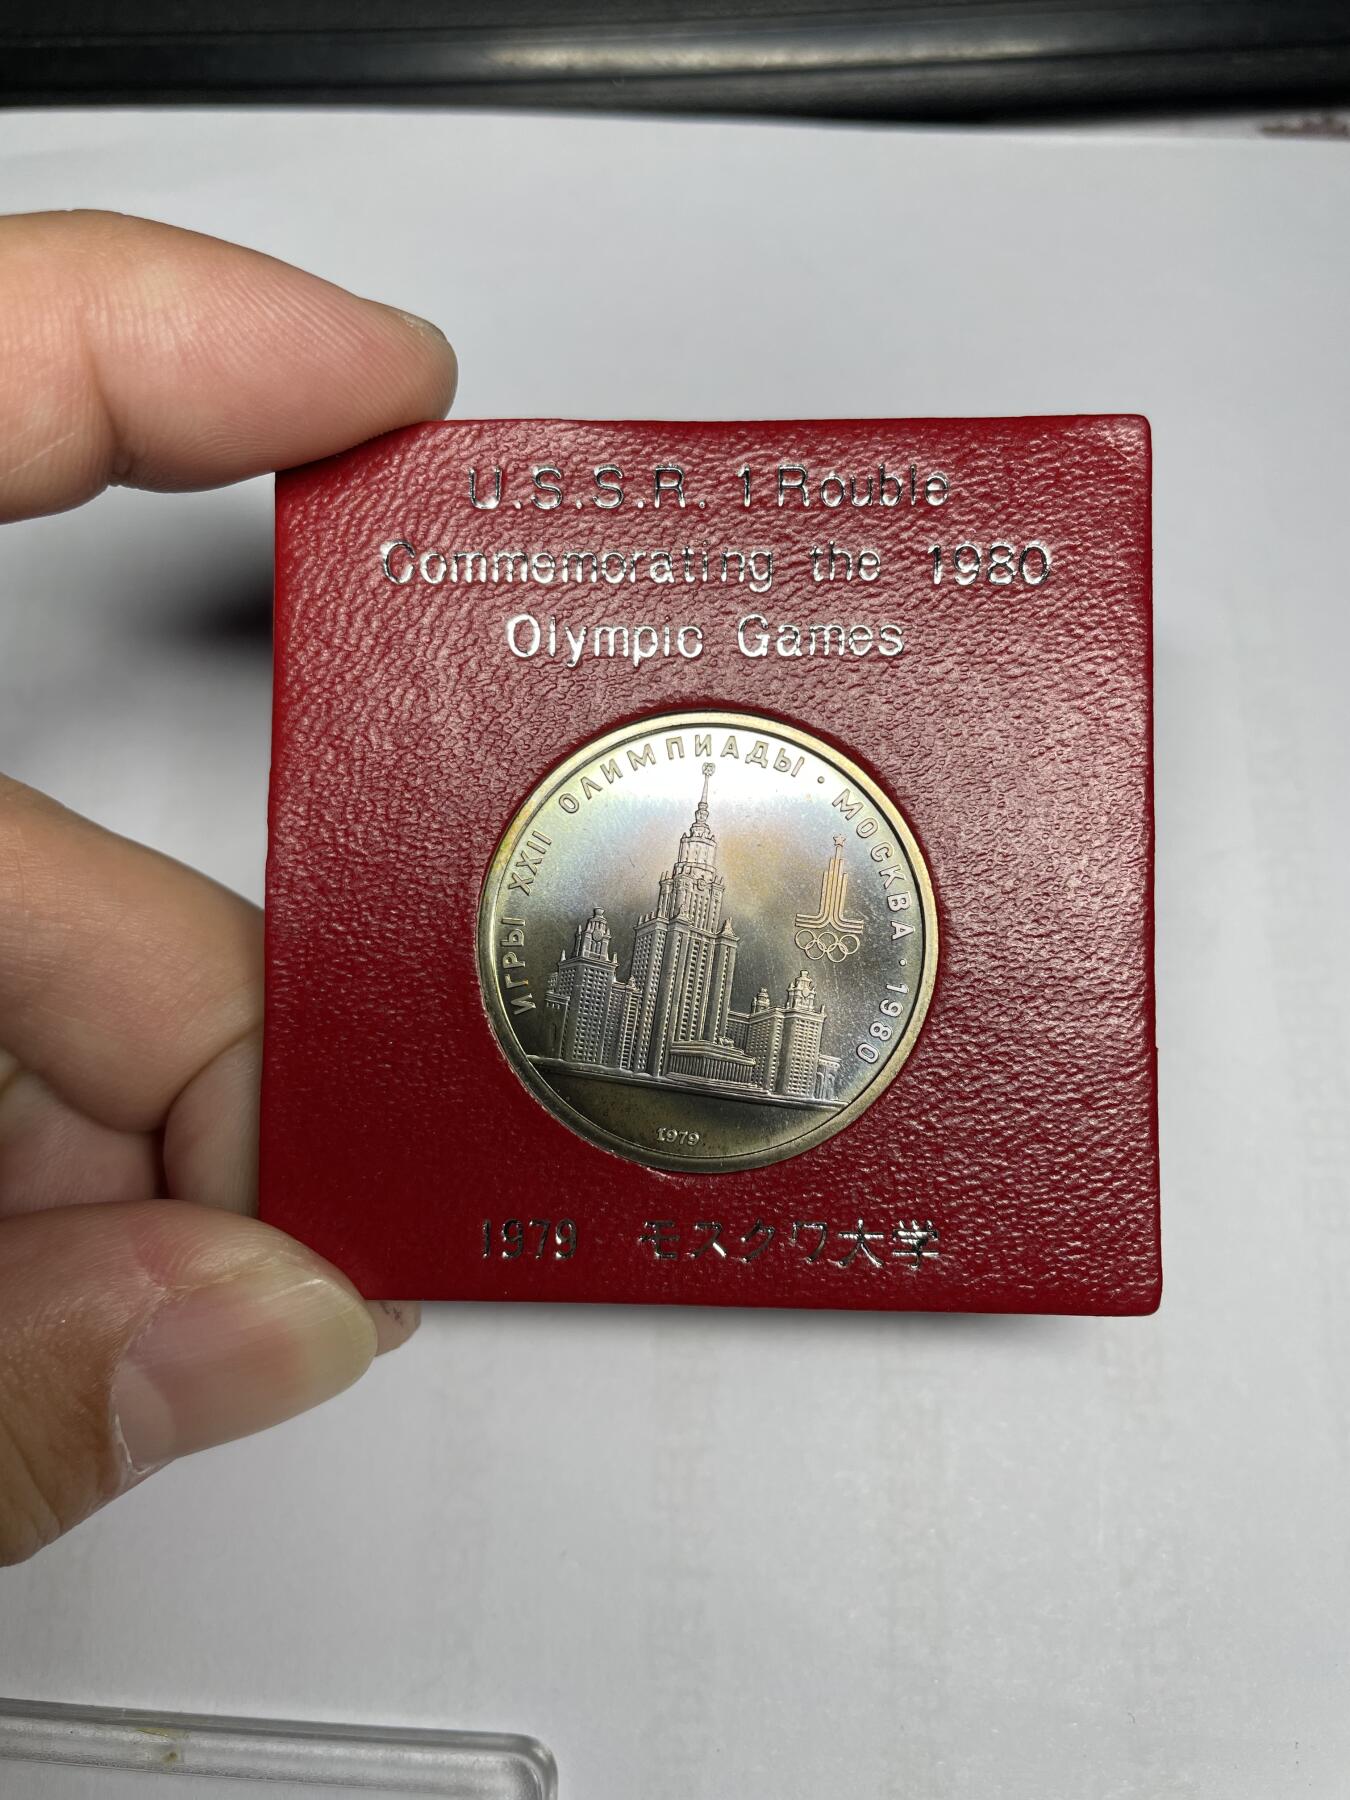 U.S.S.R. 1 Rouble
Commemorating the 1980
Olympic Games
ИГРЫ XXII ОЛИМПИАДЫ · МОСКВА · 1980
1979
1979 モスクワ大学